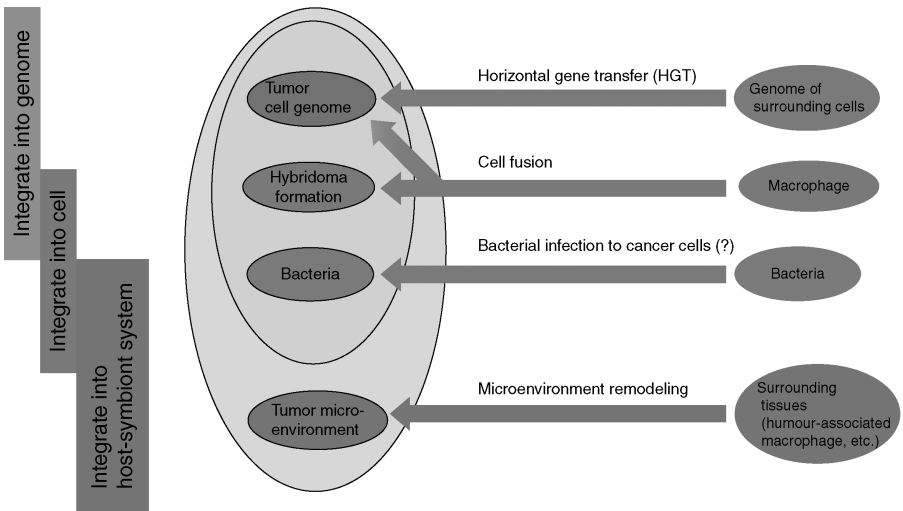 Integrate into genome
Integrate into cell
Integrate into
host-symbiont system
Tumor
cell genome
Horizontal gene transfer (HGT)
Genome of
surrounding cells
Hybridoma
formation
Cell fusion
Macrophage
Bacteria
Bacterial infection to cancer cells (?)
Bacteria
Tumor micro-
environment
Microenvironment remodeling
Surrounding
tissues
(humour-associated
macrophage, etc.)